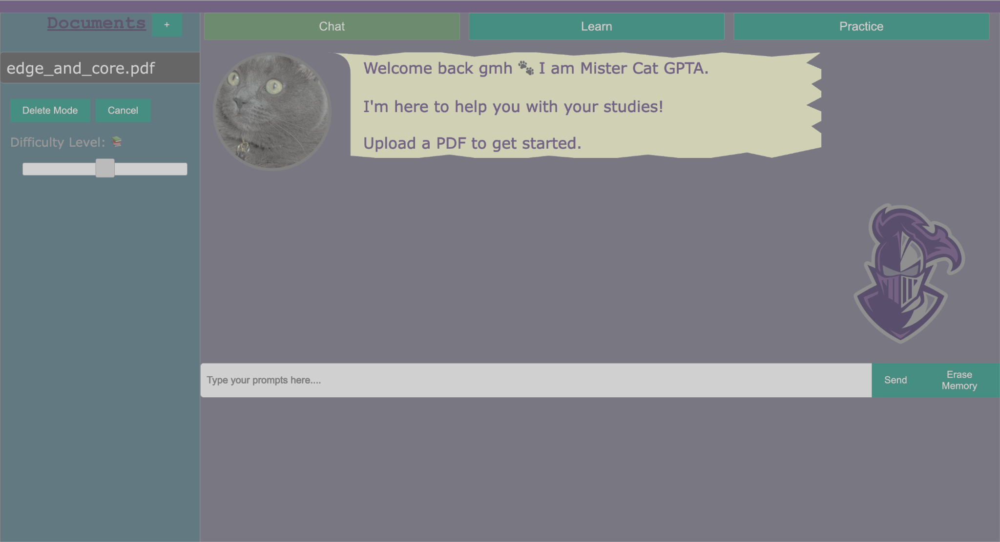 Documents
+
Chat
Learn
Practice
edge_and_core.pdf
Delete Mode
Cancel
Difficulty Level: 📚
Welcome back gmh 🐾 I am Mister Cat GPTA.
I'm here to help you with your studies!
Upload a PDF to get started.
Type your prompts here....
Send
Erase
Memory